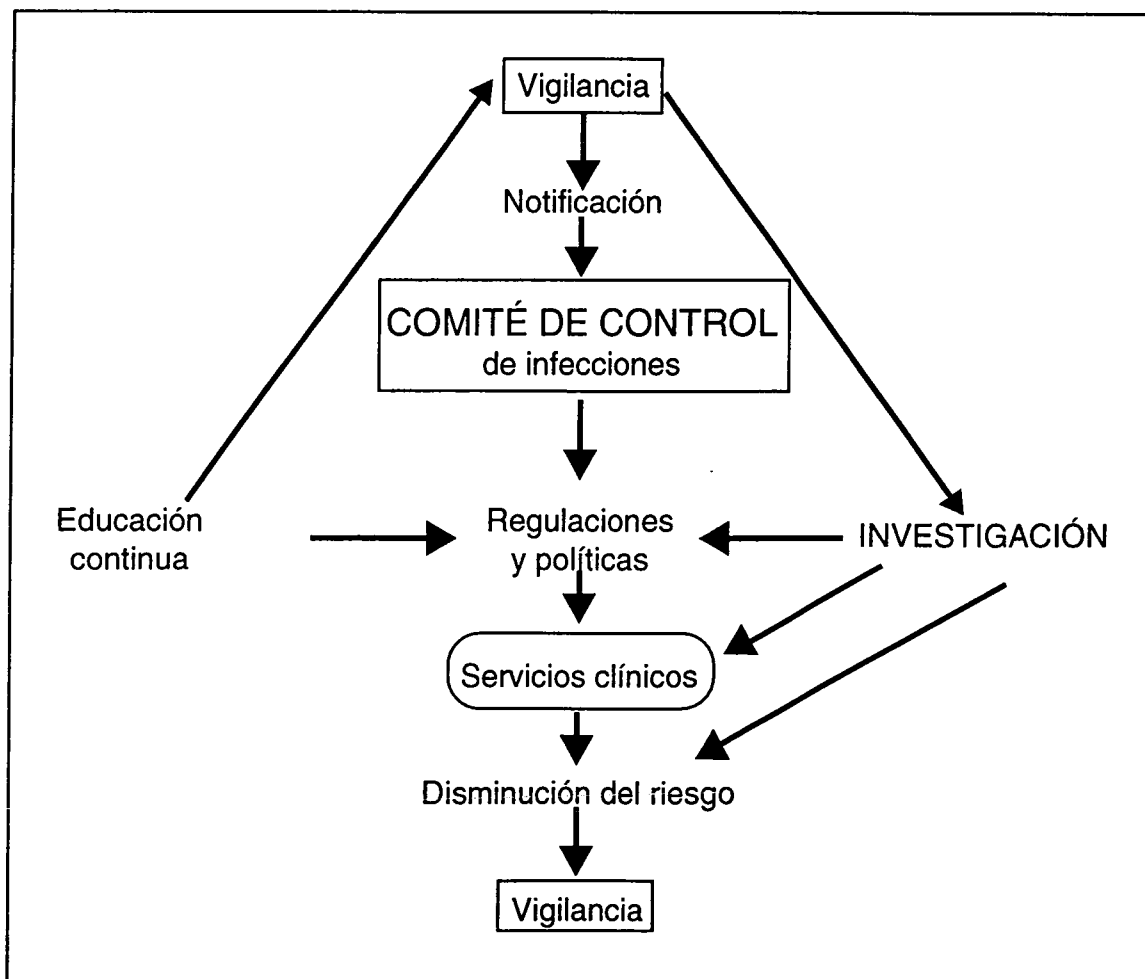 Vigilancia
Notificación
COMITÉ DE CONTROL
de infecciones
Educación
continua
Regulaciones
y políticas
INVESTIGACIÓN
Servicios clínicos
Disminución del riesgo
Vigilancia